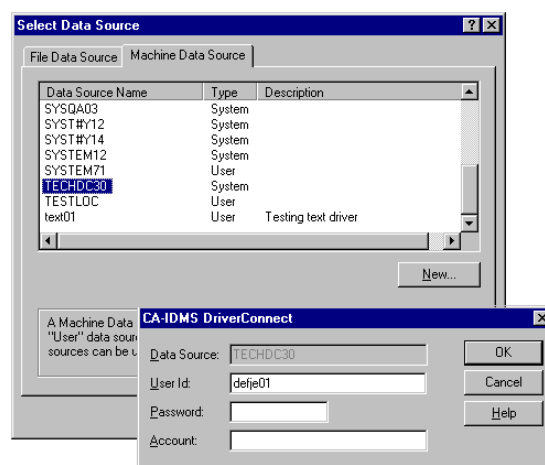 Select Data Source
File Data Source Machine Data Source
Data Source Name Type Description
SYSQA03 System
SYST#Y12 System
SYST#Y14 System
SYSTEM12 System
SYSTEM71 User
TECHDC30 System
TESTLOC User
text01 User Testing text driver
New...
A Machine Data
"User" data sour
sources can be u
CA-IDMS DriverConnect
Data Source: TECHDC30 OK
User Id: defje01 Cancel
Password: Help
Account: